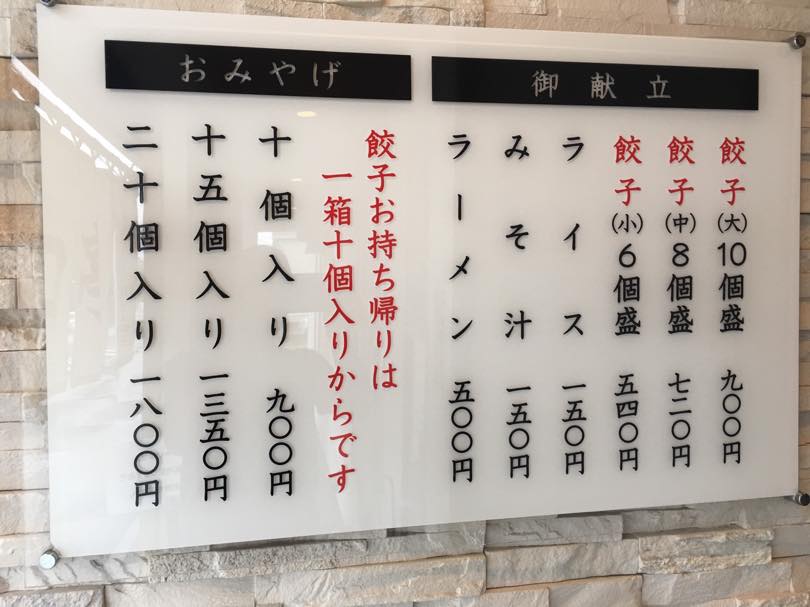 御献立
餃子(大)10個盛 九〇〇円
餃子(中)8個盛 七二〇円
餃子(小)6個盛 五四〇円
ライス 一五〇円
みそ汁 一五〇円
ラーメン 五〇〇円
おみやげ
餃子お持ち帰りは
一箱十個入りからです
十個入り 九〇〇円
十五個入り 一三五〇円
二十個入り 一八〇〇円